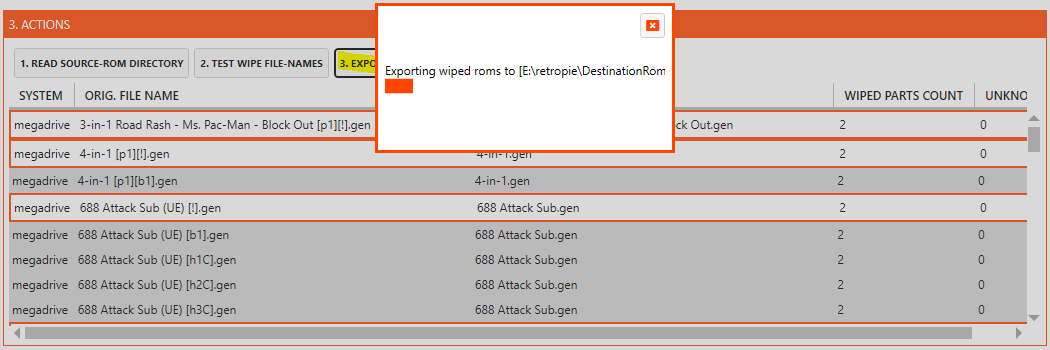 3. ACTIONS
1. READ SOURCE-ROM DIRECTORY 2. TEST WIPE FILE-NAMES 3. EXPO
Exporting wiped roms to [E:\retropie\DestinationRom
SYSTEM ORIG. FILE NAME WIPED PARTS COUNT UNKNO
megadrive 3-in-1 Road Rash - Ms. Pac-Man - Block Out [p1][!].gen ck Out.gen 2 0
megadrive 4-in-1 [p1][!].gen 4-in-1.gen 2 0
megadrive 4-in-1 [p1][b1].gen 4-in-1.gen 2 0
megadrive 688 Attack Sub (UE) [!].gen 688 Attack Sub.gen 2 0
megadrive 688 Attack Sub (UE) [b1].gen 688 Attack Sub.gen 2 0
megadrive 688 Attack Sub (UE) [h1C].gen 688 Attack Sub.gen 2 0
megadrive 688 Attack Sub (UE) [h2C].gen 688 Attack Sub.gen 2 0
megadrive 688 Attack Sub (UE) [h3C].gen 688 Attack Sub.gen 2 0